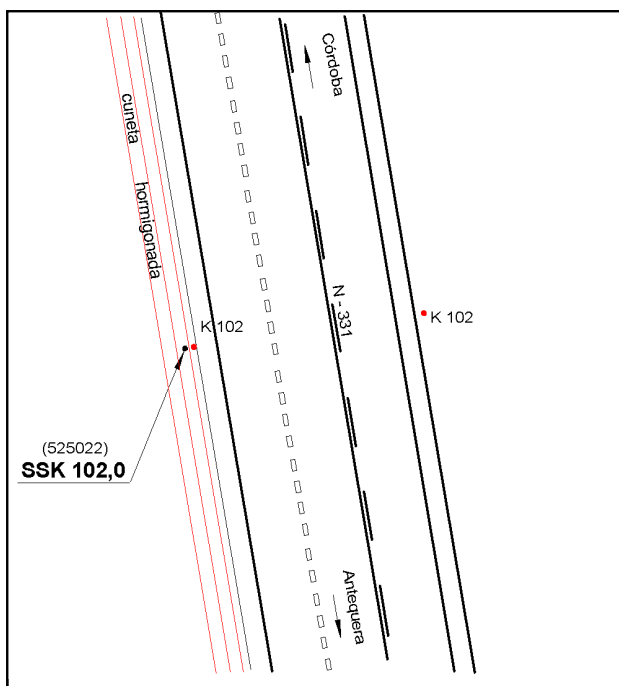 Córdoba
cuneta
hormigonada
N - 331
K 102
K 102
(525022)
SSK 102,0
Antequera